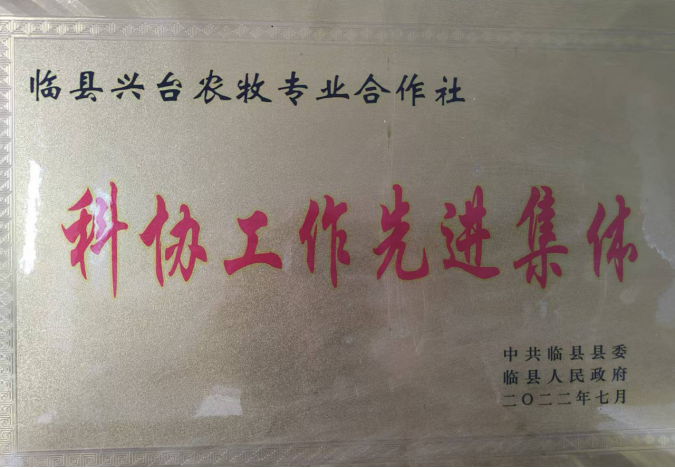 临县兴台农牧专业合作社
科协工作先进集体
中共临县县委
临县人民政府
二〇二二年七月